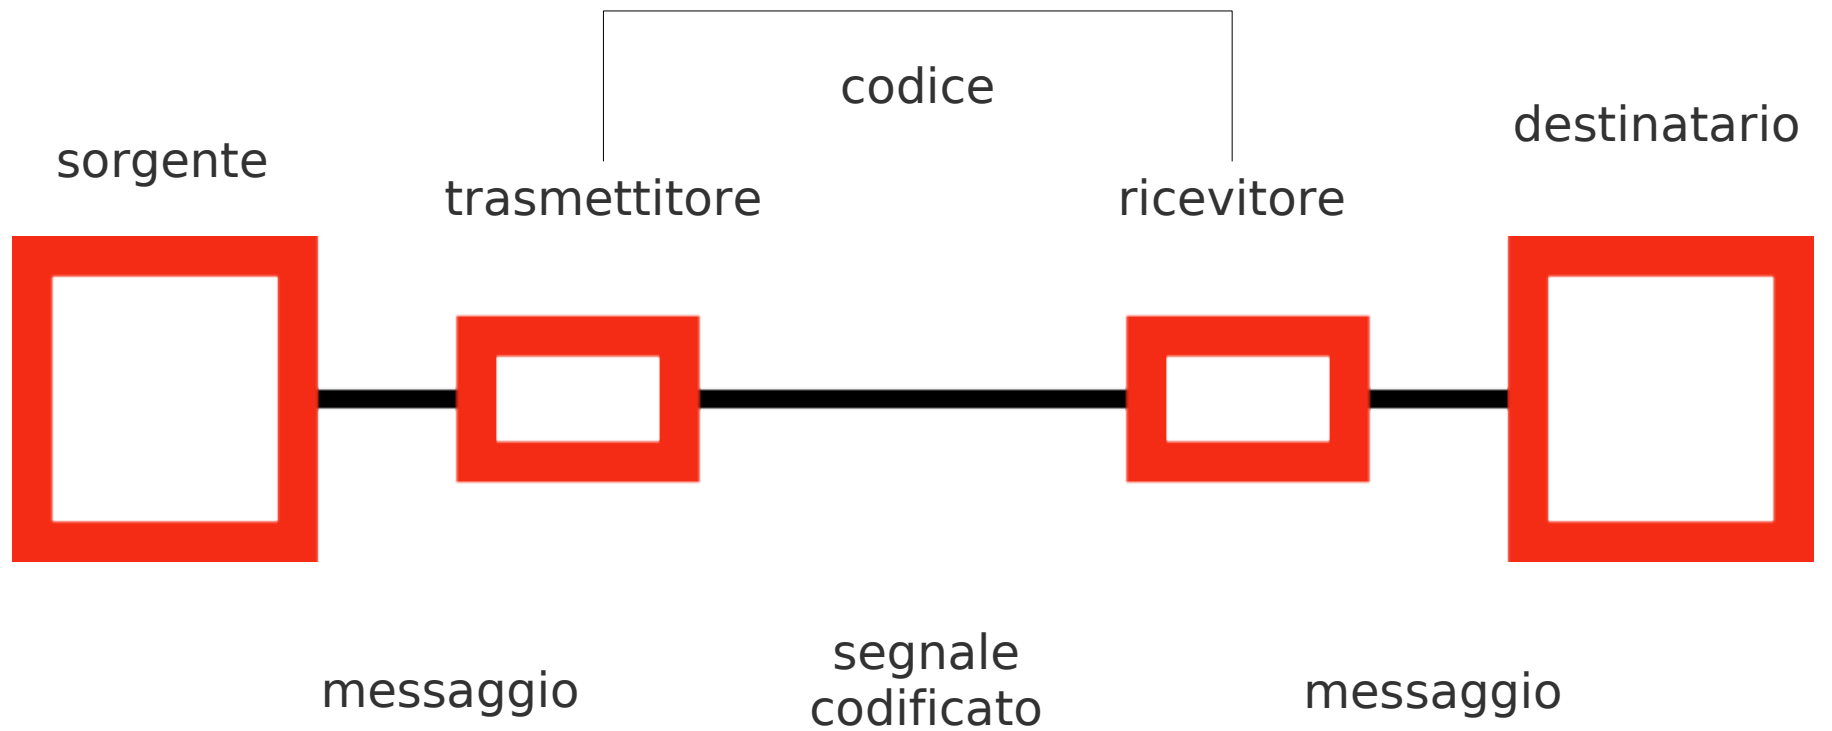 codice
sorgente
destinatario
trasmettitore
ricevitore
messaggio
segnale
codificato
messaggio